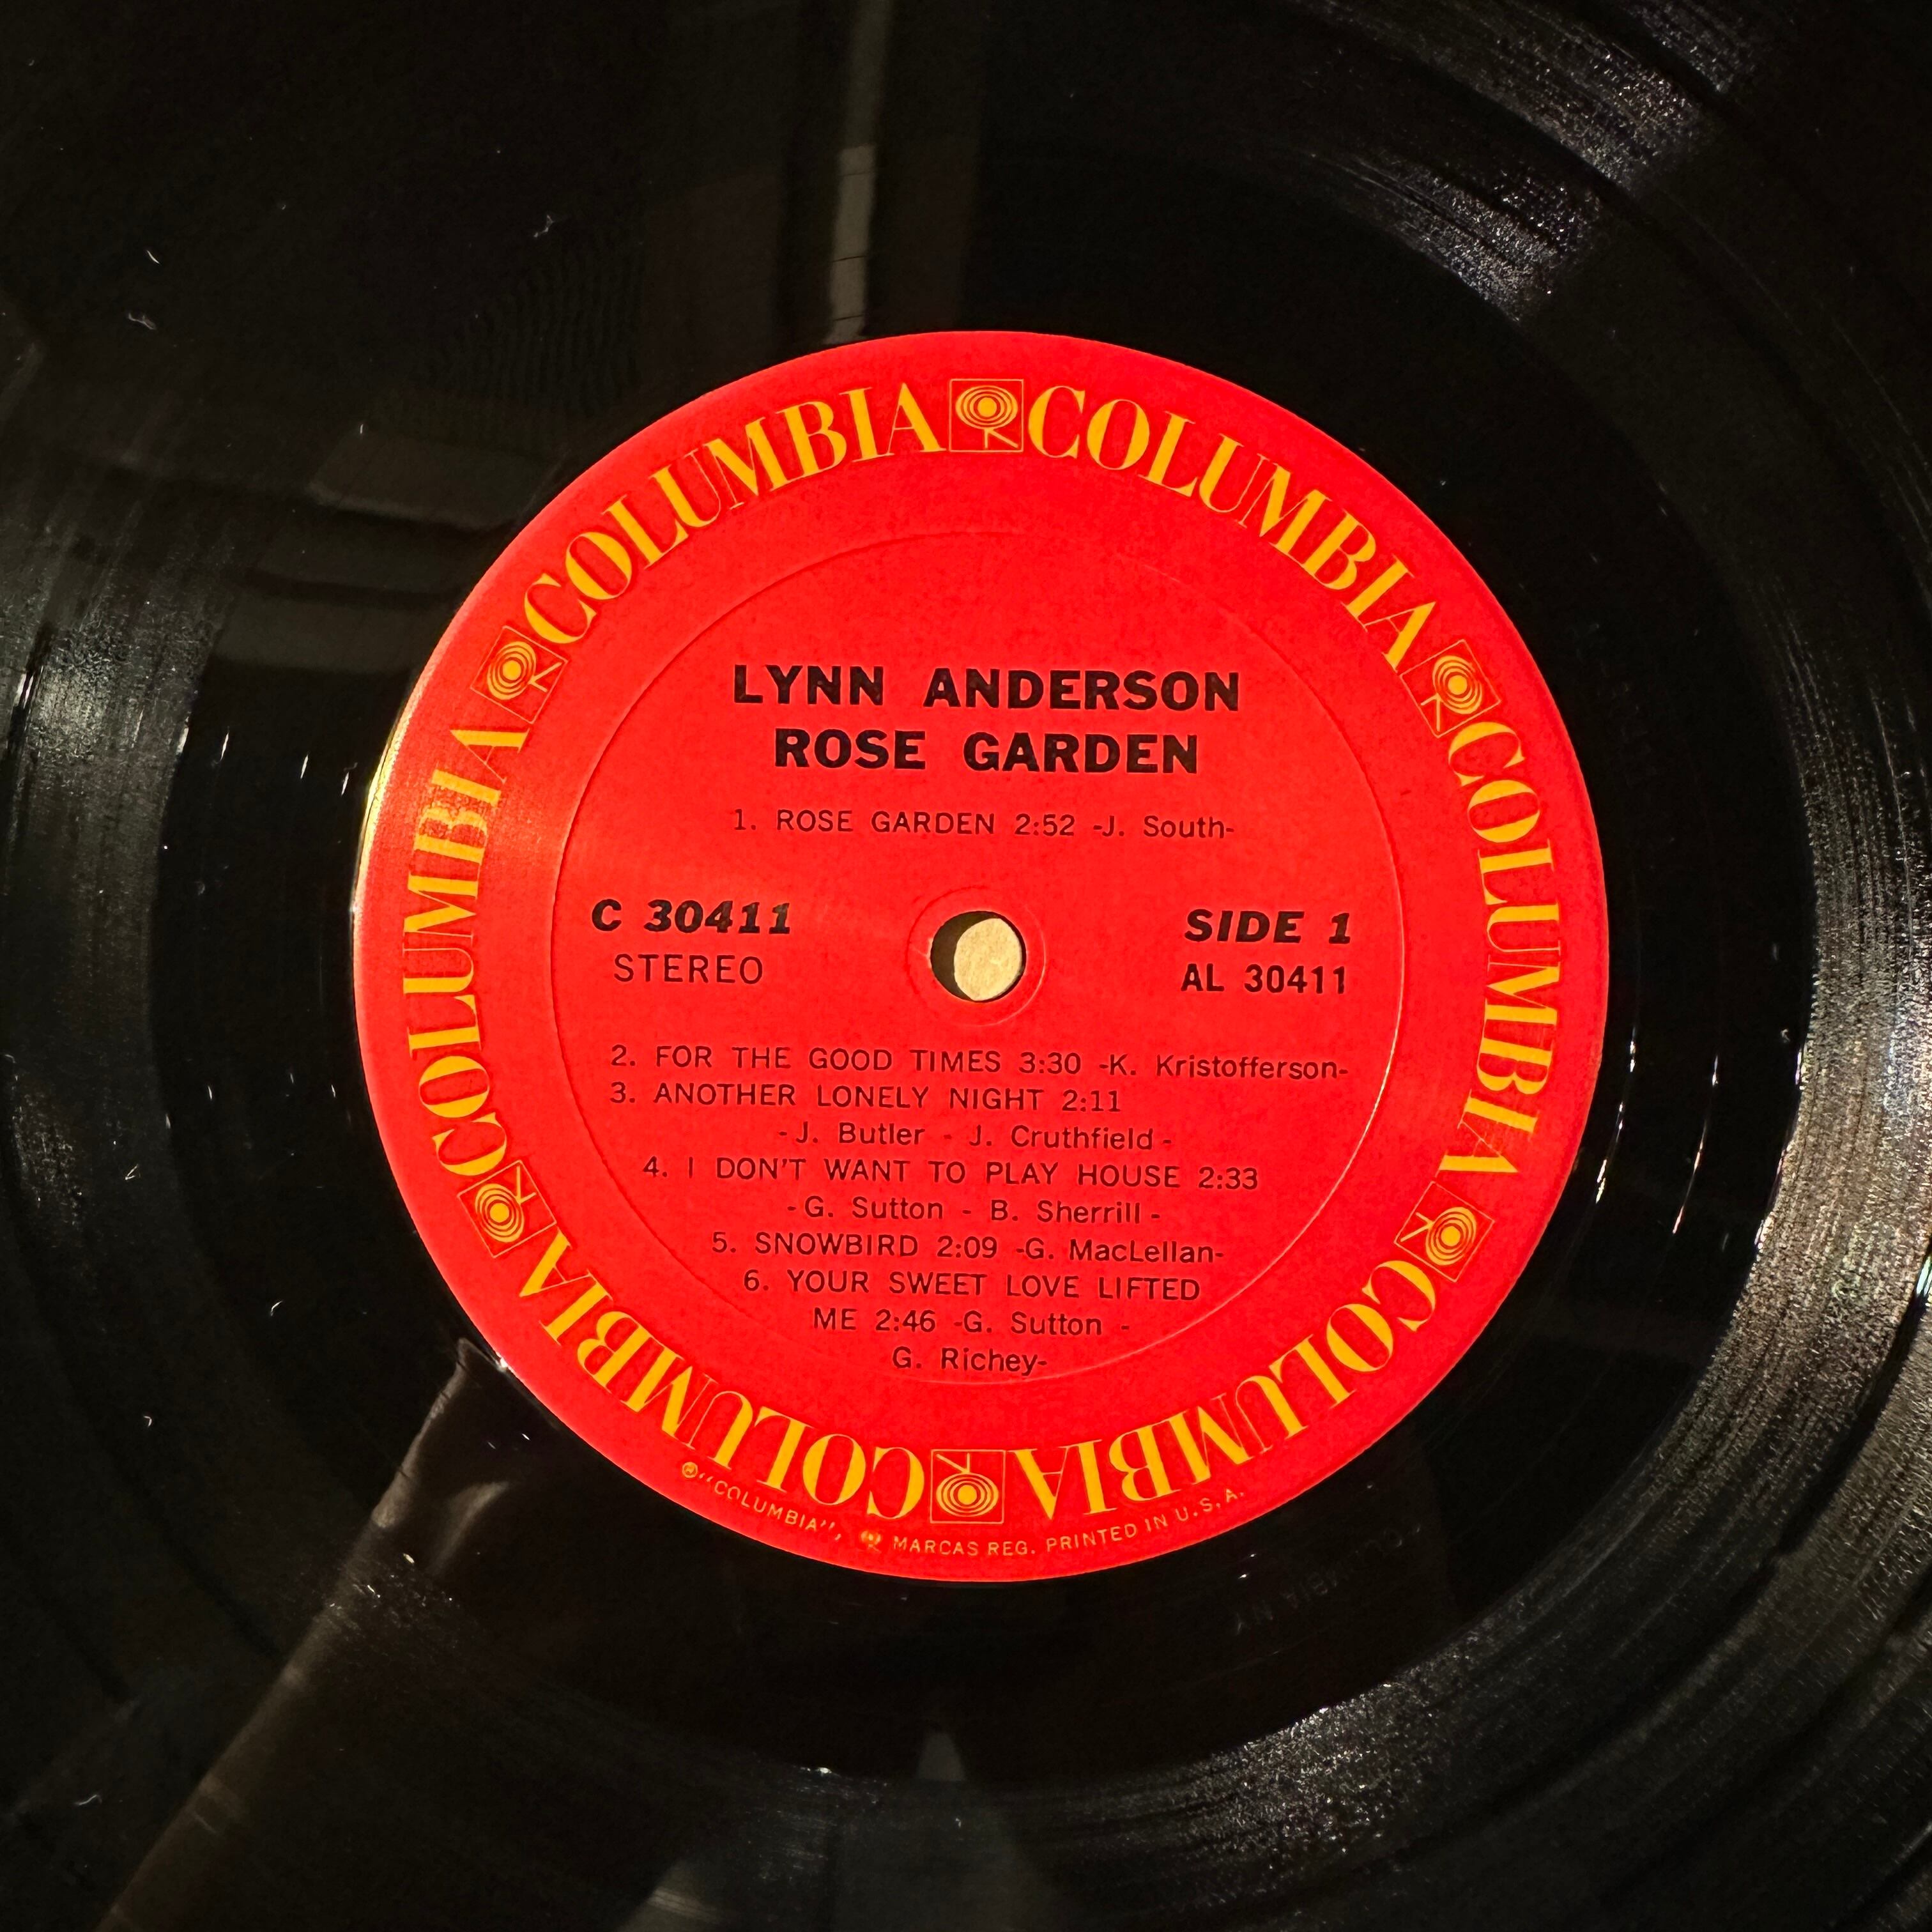 COLUMBIA COLUMBIA COLUMBIA COLUMBIA COLUMBIA COLUMBIA
LYNN ANDERSON
ROSE GARDEN
1. ROSE GARDEN 2:52 -J. South-
C 30411
STEREO
SIDE 1
AL 30411
2. FOR THE GOOD TIMES 3:30 -K. Kristofferson-
3. ANOTHER LONELY NIGHT 2:11
-J. Butler - J. Cruthfield-
4. I DON'T WANT TO PLAY HOUSE 2:33
-G. Sutton - B. Sherrill-
5. SNOWBIRD 2:09 -G. MacLellan-
6. YOUR SWEET LOVE LIFTED
ME 2:46 -G. Sutton -
G. Richey-
® "COLUMBIA", MARCAS REG. PRINTED IN U.S.A.